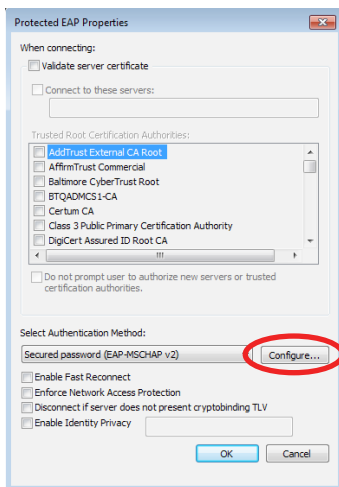 Protected EAP Properties
When connecting:
Validate server certificate
Connect to these servers:
Trusted Root Certification Authorities:
AddTrust External CA Root
AffirmTrust Commercial
Baltimore CyberTrust Root
BTQADMCS1-CA
Certum CA
Class 3 Public Primary Certification Authority
DigiCert Assured ID Root CA
Do not prompt user to authorize new servers or trusted
certification authorities.
Select Authentication Method:
Secured password (EAP-MSCHAP v2) Configure...
Enable Fast Reconnect
Enforce Network Access Protection
Disconnect if server does not present cryptobinding TLV
Enable Identity Privacy
OK Cancel